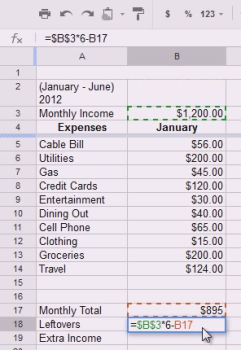 $ % 123
fx =$B$3*6-B17
A B
1
2 (January - June) 2012
3 Monthly Income $1,200.00
4 Expenses January
5 Cable Bill $56.00
6 Utilities $200.00
7 Gas $45.00
8 Credit Cards $120.00
9 Entertainment $30.00
10 Dining Out $40.00
11 Cell Phone $65.00
12 Clothing $15.00
13 Groceries $200.00
14 Travel $124.00
15
16
17 Monthly Total $895
18 Leftovers =$B$3*6-B17
19 Extra Income